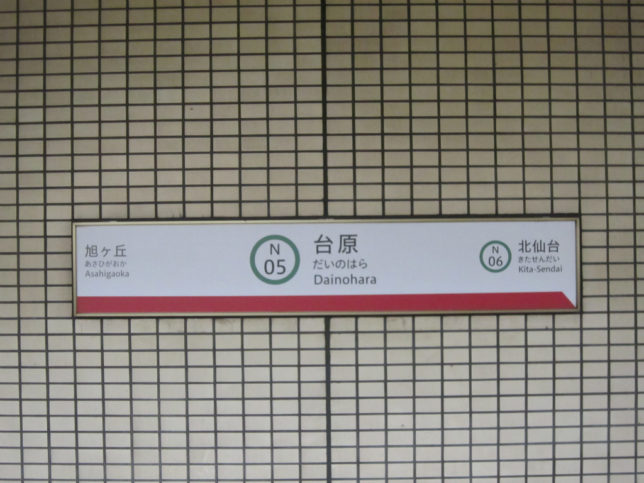 旭ヶ丘
あさひがおか
Asahigaoka
N
05
台原
だいのはら
Dainohara
N
06
北仙台
きたせんだい
Kita-Sendai